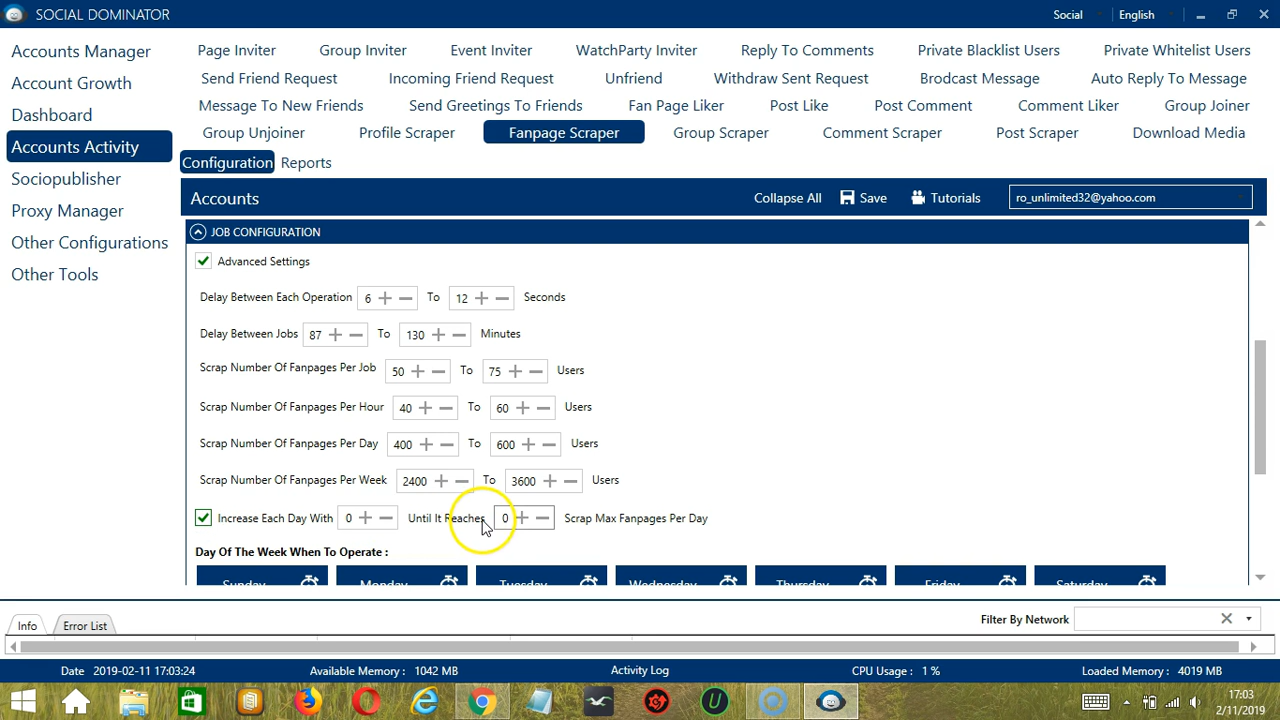 SOCIAL DOMINATOR
Social
English
Accounts Manager
Account Growth
Dashboard
Accounts Activity
Sociopublisher
Proxy Manager
Other Configurations
Other Tools
Page Inviter Group Inviter Event Inviter WatchParty Inviter Reply To Comments Private Blacklist Users Private Whitelist Users
Send Friend Request Incoming Friend Request Unfriend Withdraw Sent Request Brodcast Message Auto Reply To Message
Message To New Friends Send Greetings To Friends Fan Page Liker Post Like Post Comment Comment Liker Group Joiner
Group Unjoiner Profile Scraper Fanpage Scraper Group Scraper Comment Scraper Post Scraper Download Media
Configuration Reports
Accounts Collapse All Save Tutorials ro_unlimited32@yahoo.com
JOB CONFIGURATION
Advanced Settings
Delay Between Each Operation 6 To 12 Seconds
Delay Between Jobs 87 To 130 Minutes
Scrap Number Of Fanpages Per Job 50 To 75 Users
Scrap Number Of Fanpages Per Hour 40 To 60 Users
Scrap Number Of Fanpages Per Day 400 To 600 Users
Scrap Number Of Fanpages Per Week 2400 To 3600 Users
Increase Each Day With 0 Until It Reaches 0 Scrap Max Fanpages Per Day
Day Of The Week When To Operate :
Sunday Monday Tuesday Wednesday Thursday Friday Saturday
Info Error List Filter By Network
Date : 2019-02-11 17:03:24 Available Memory : 1042 MB Activity Log CPU Usage : 1 % Loaded Memory : 4019 MB
17:03
2/11/2019